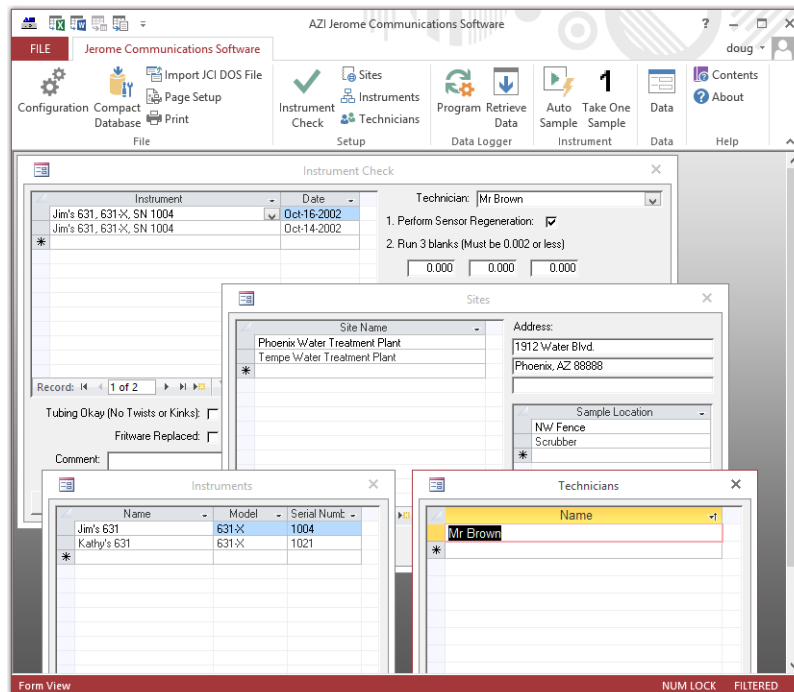 AZI Jerome Communications Software
?
FILE
Jerome Communications Software
doug
Configuration
Compact Database
Import JCI DOS File
Page Setup
Print
File
Instrument Check
Sites
Instruments
Technicians
Setup
Program
Retrieve Data
Data Logger
Auto Sample
1
Take One Sample
Instrument
Data
Data
Contents
About
Help
Instrument Check
Instrument Date
Jim's 631, 631-X, SN 1004 Oct-16-2002
Jim's 631, 631-X, SN 1004 Oct-14-2002
Record: 1 of 2
Technician: Mr Brown
1. Perform Sensor Regeneration:
2. Run 3 blanks (Must be 0.002 or less)
0.000 0.000 0.000
Tubing Okay (No Twists or Kinks):
Fritware Replaced:
Comment:
Sites
Site Name
Phoenix Water Treatment Plant
Tempe Water Treatment Plant
Address:
1912 Water Blvd.
Phoenix, AZ 88888
Sample Location
NW Fence
Scrubber
Instruments
Name Model Serial Numb
Jim's 631 631-X 1004
Kathy's 631 631-X 1021
Technicians
Name
Mr Brown
Form View
NUM LOCK FILTERED